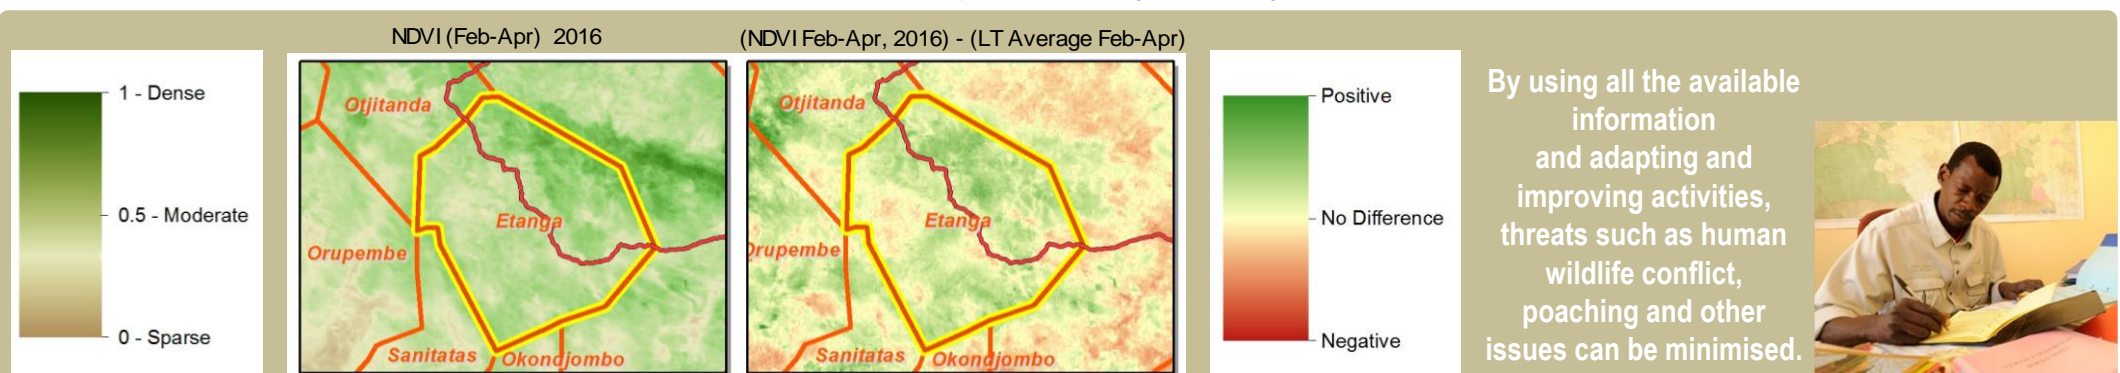 NDVI (Feb-Apr) 2016
(NDVI Feb-Apr, 2016) - (LT Average Feb-Apr)
1 - Dense
0.5 - Moderate
0 - Sparse
Otjitanda
Etanga
Orupembe
Sanitatas
Okondjombo
Otjitanda
Etanga
Orupembe
Sanitatas
Okondjombo
Positive
No Difference
Negative
By using all the available
information
and adapting and
improving activities,
threats such as human
wildlife conflict,
poaching and other
issues can be minimised.